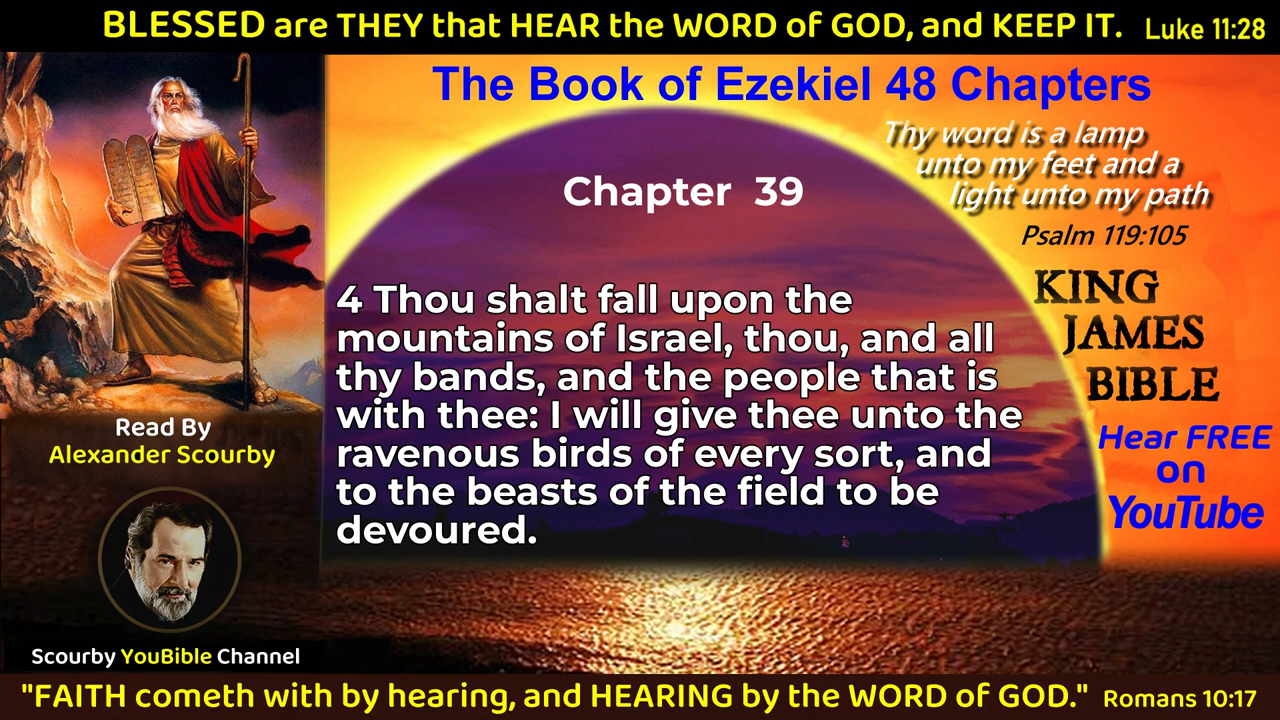 BLESSED are THEY that HEAR the WORD of GOD, and KEEP IT. Luke 11:28
The Book of Ezekiel 48 Chapters
Thy word is a lamp
unto my feet and a
light unto my path
Psalm 119:105
Chapter 39
4 Thou shalt fall upon the
mountains of Israel, thou, and all
thy bands, and the people that is
with thee: I will give thee unto the
ravenous birds of every sort, and
to the beasts of the field to be
devoured.
KING
JAMES
BIBLE
Hear FREE
on
YouTube
Read By
Alexander Scourby
Scourby YouBible Channel
"FAITH cometh with by hearing, and HEARING by the WORD of GOD." Romans 10:17